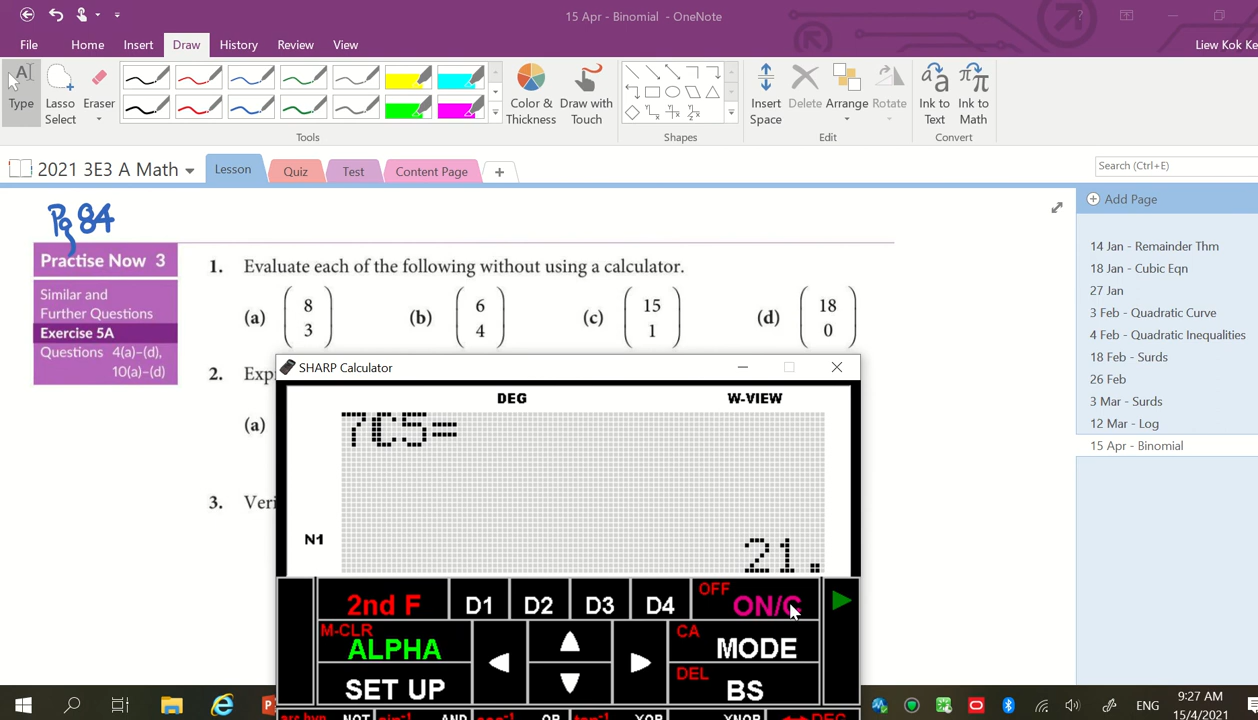 15 Apr - Binomial - OneNote
File Home Insert Draw History Review View
Liew Kok Ke
Type
Lasso Select
Eraser
Color & Thickness
Draw with Touch
Insert Space
Delete
Arrange
Rotate
Ink to Text
Ink to Math
Tools Shapes Edit Convert
2021 3E3 A Math
Lesson Quiz Test Content Page
Search (Ctrl+E)
Add Page
14 Jan - Remainder Thm
18 Jan - Cubic Eqn
27 Jan
3 Feb - Quadratic Curve
4 Feb - Quadratic Inequalities
18 Feb - Surds
26 Feb
3 Mar - Surds
12 Mar - Log
15 Apr - Binomial
Pg 84
Practise Now 3
Similar and
Further Questions
Exercise 5A
Questions 4(a)–(d),
10(a)–(d)
1. Evaluate each of the following without using a calculator.
(a) (8 3) (b) (6 4) (c) (15 1) (d) (18 0)
2. Exp
(a)
3. Veri
SHARP Calculator
DEG W-VIEW
7C5=
N1
21.
2nd F D1 D2 D3 D4 OFF ON/C
M-CLR ALPHA CA MODE
SET UP DEL BS
ENG
9:27 AM
15/4/2021